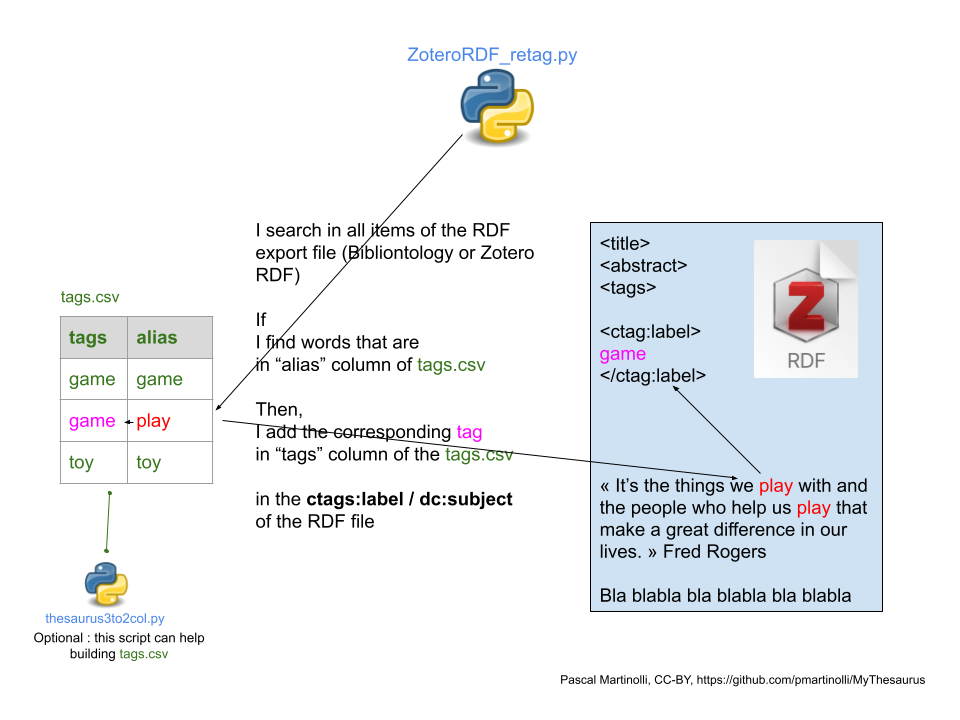 ZoteroRDF_retag.py
I search in all items of the RDF
export file (Bibliontology or Zotero
RDF)
If
I find words that are
in “alias” column of tags.csv
Then,
I add the corresponding tag
in “tags” column of the tags.csv
in the ctags:label / dc:subject
of the RDF file
tags.csv
tags alias
game game
game play
toy toy
thesaurus3to2col.py
Optional : this script can help
building tags.csv
<title>
<abstract>
<tags>
<ctag:label>
game
</ctag:label>
Z
RDF
« It’s the things we play with and
the people who help us play that
make a great difference in our
lives. » Fred Rogers
Bla blabla bla blabla bla blabla
Pascal Martinolli, CC-BY, https://github.com/pmartinolli/MyThesaurus